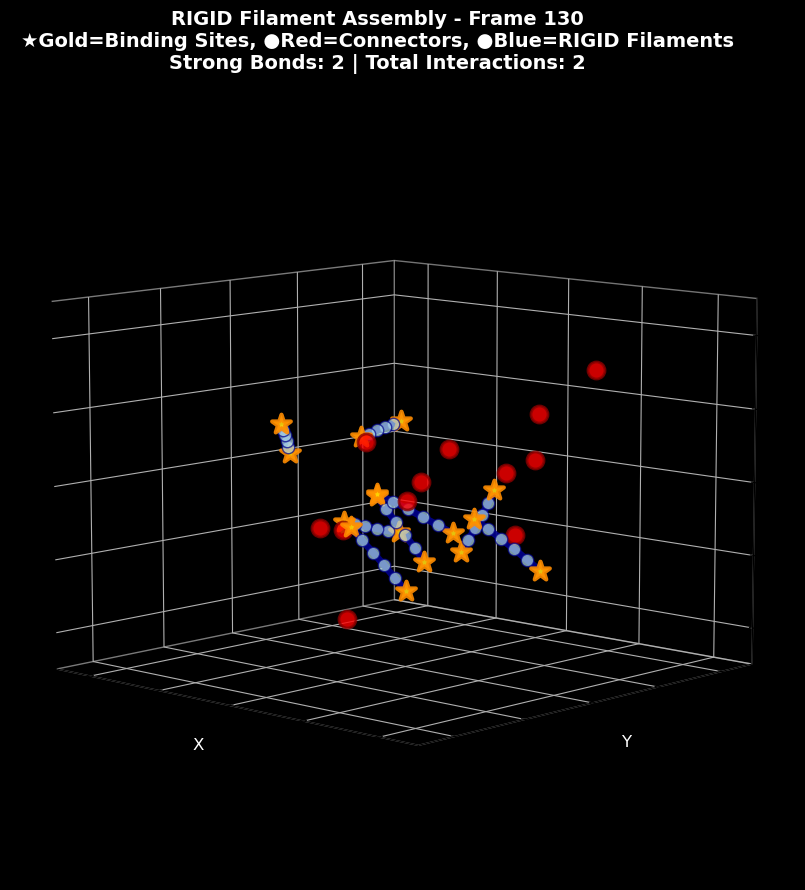 RIGID Filament Assembly - Frame 130
★Gold=Binding Sites, ●Red=Connectors, ●Blue=RIGID Filaments
Strong Bonds: 2 | Total Interactions: 2
X
Y